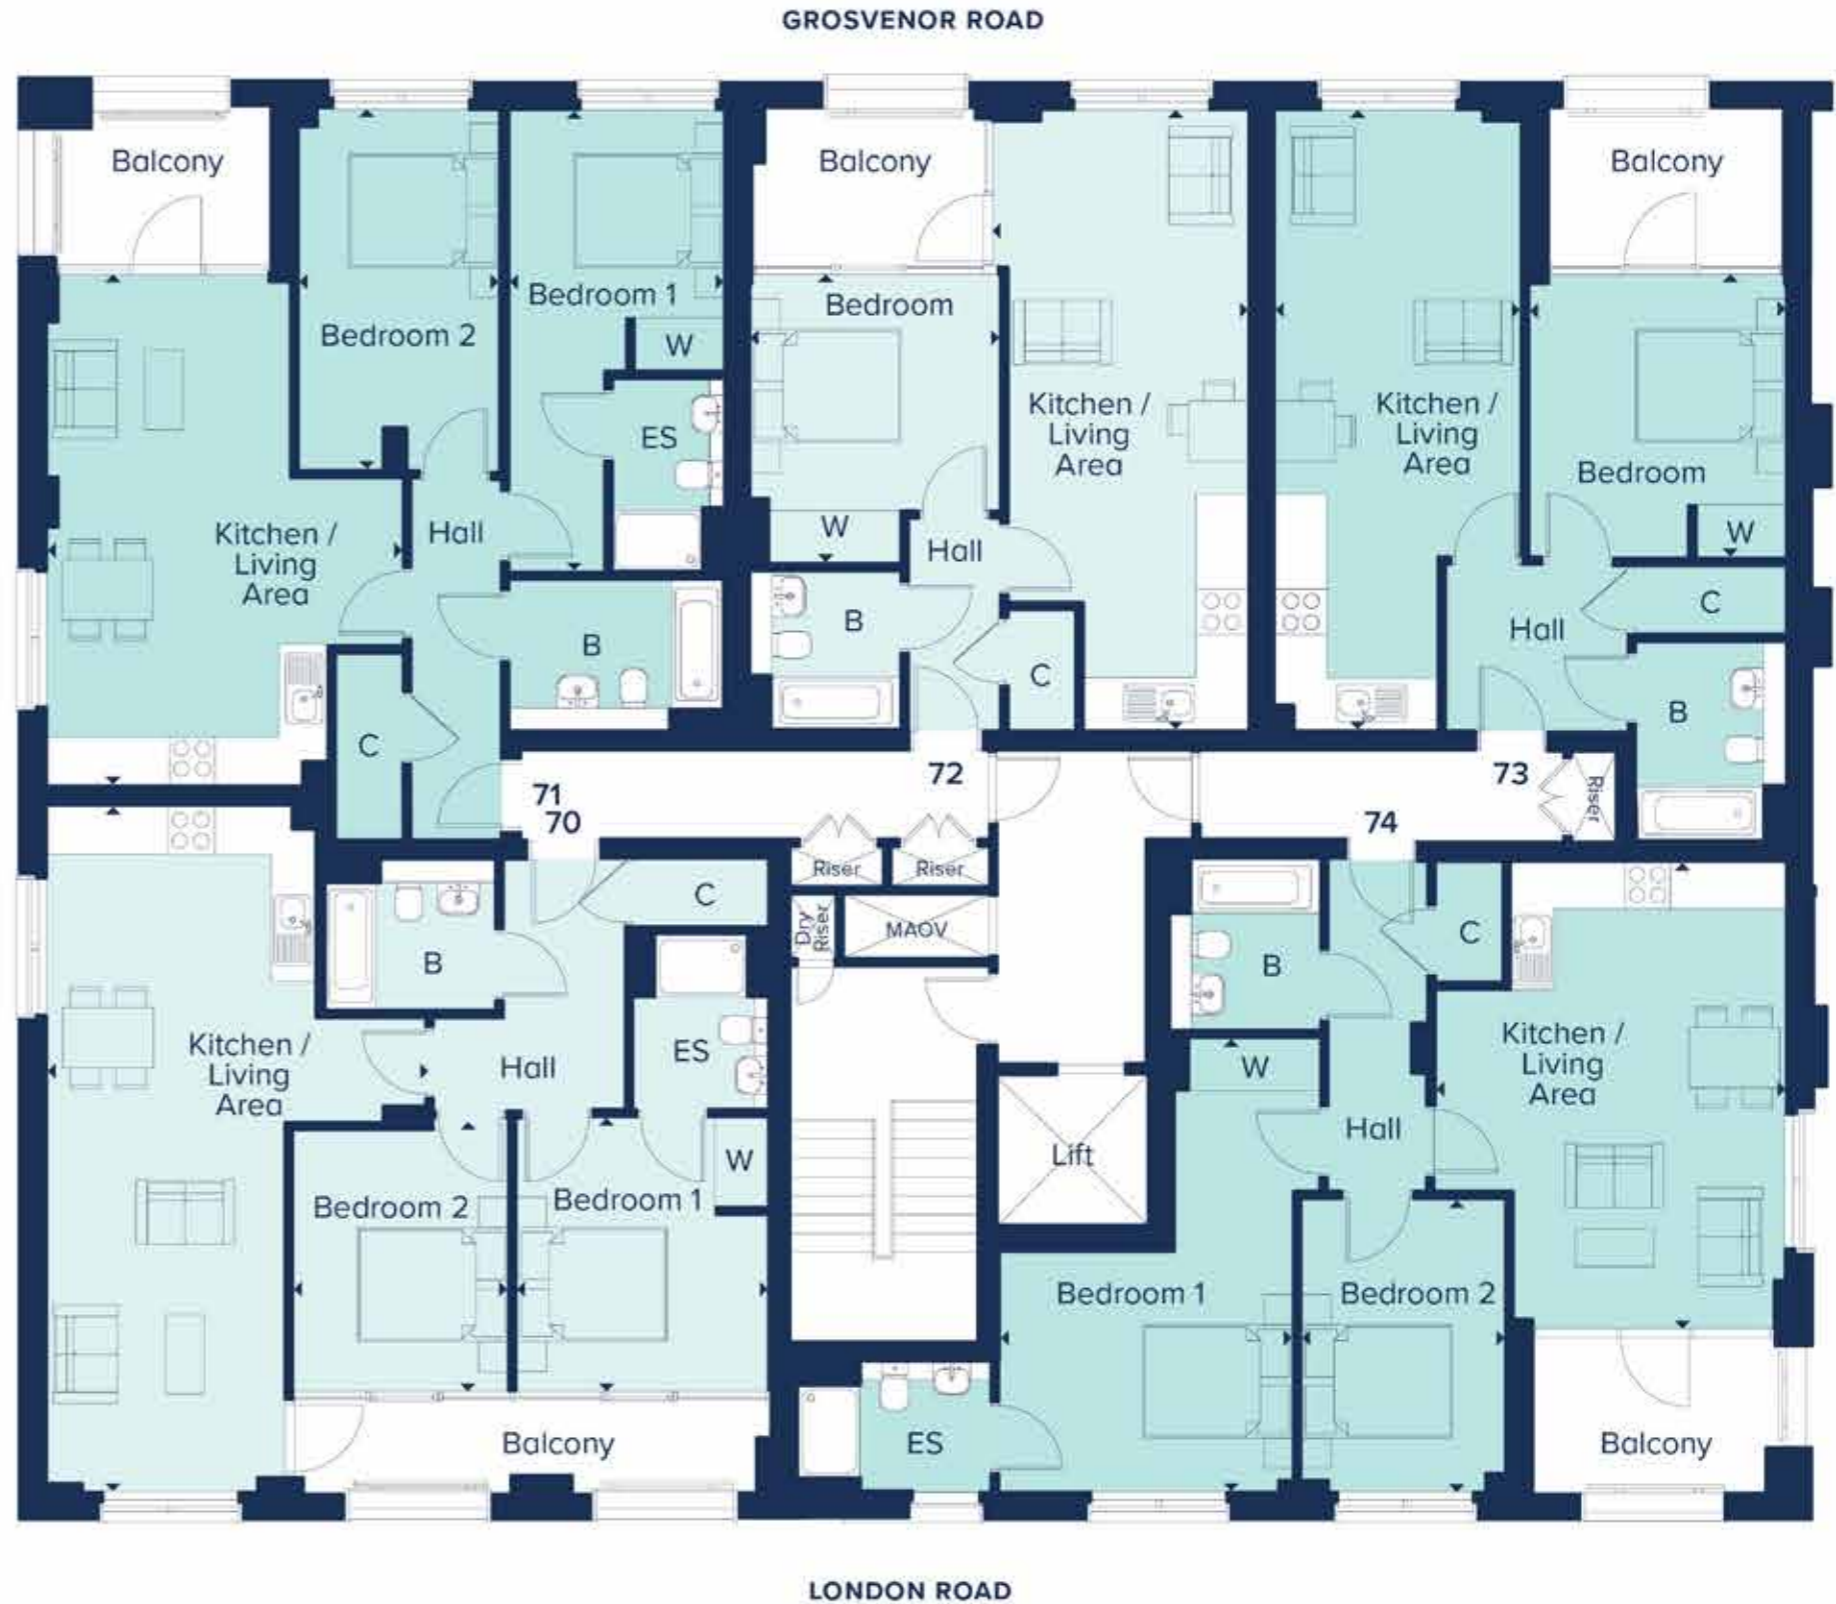 GROSVENOR ROAD
Balcony
Bedroom 2
Bedroom 1
W
ES
Kitchen /
Living
Area
Hall
B
C
71
Balcony
Bedroom
W
Hall
B
C
Kitchen /
Living
Area
72
Kitchen /
Living
Area
Balcony
Bedroom
W
C
Hall
B
73
Riser
70
C
B
Hall
ES
W
Kitchen /
Living
Area
Bedroom 2
Bedroom 1
Balcony
Riser
Riser
Dry
Riser
MAOV
Lift
74
B
C
W
Hall
Kitchen /
Living
Area
Bedroom 1
Bedroom 2
ES
Balcony
LONDON ROAD